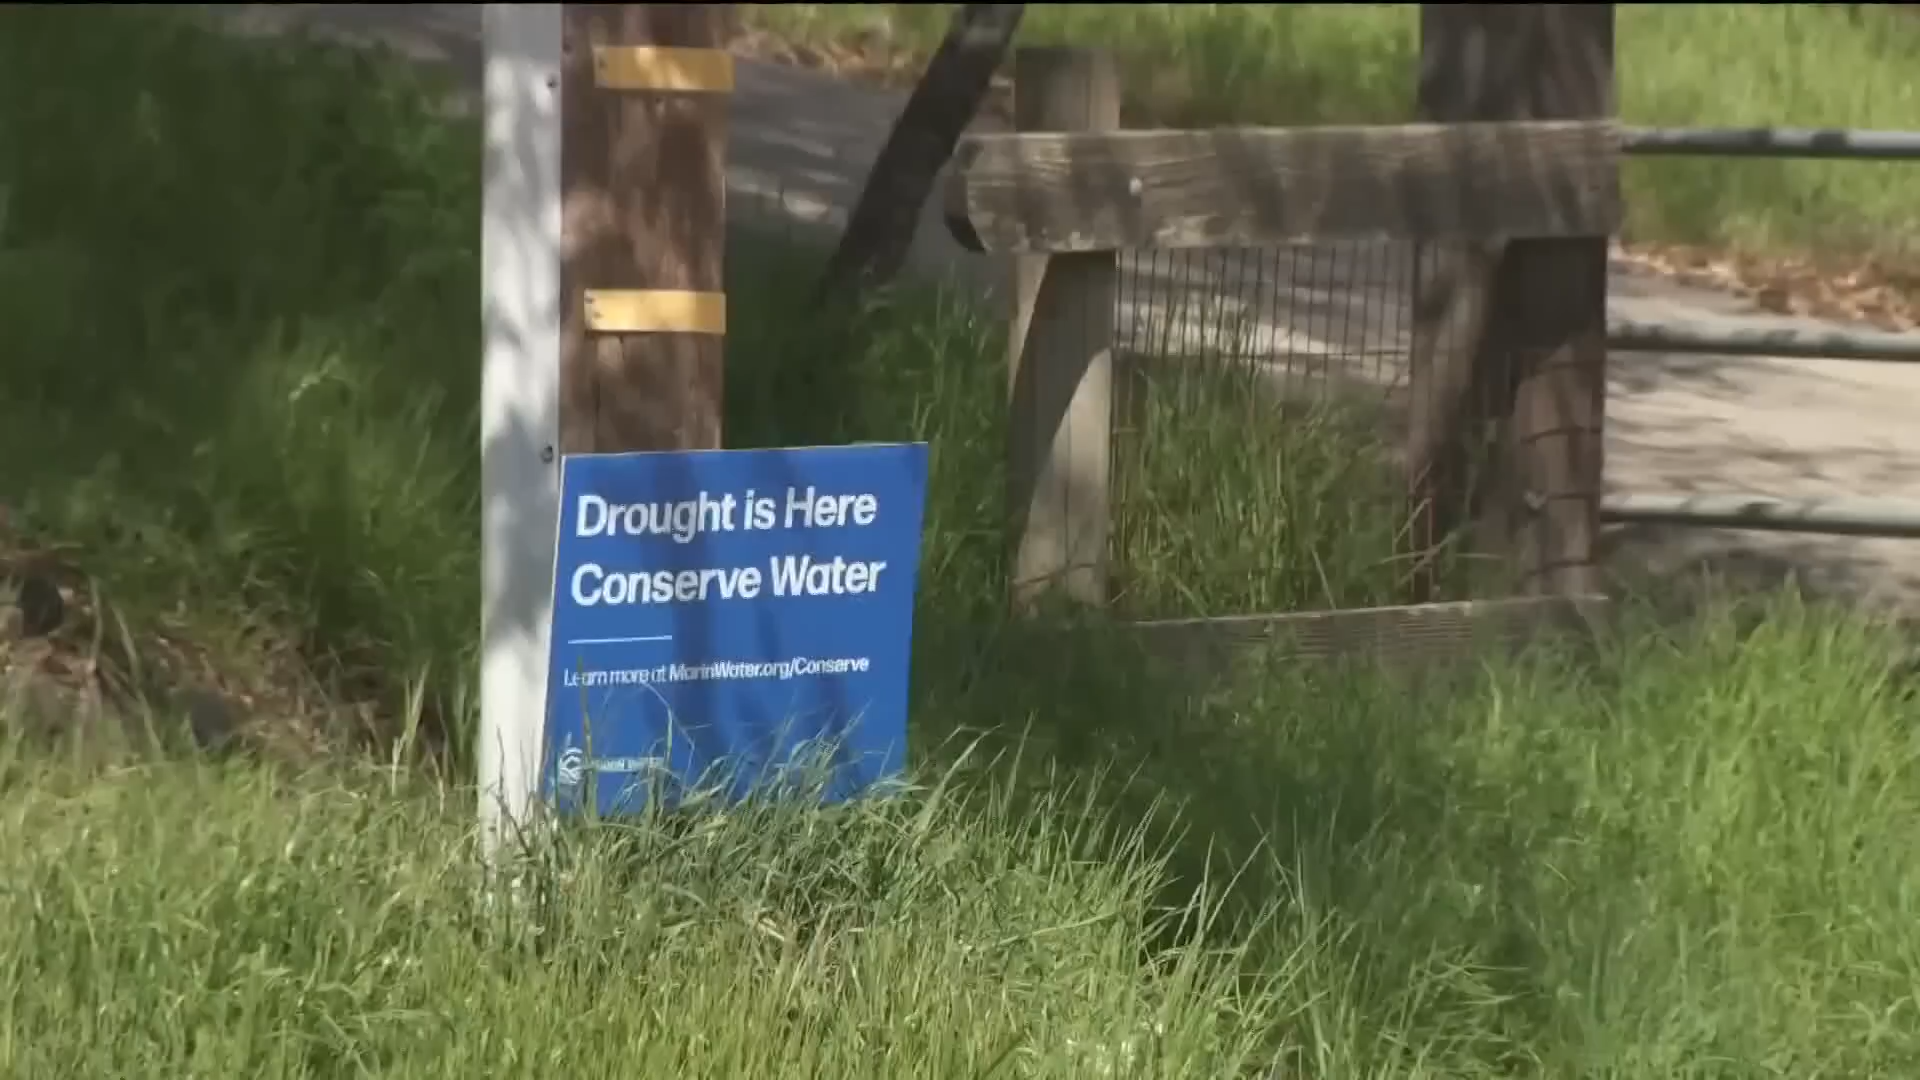 Drought is Here
Conserve Water
Learn more at MarinWater.org/Conserve